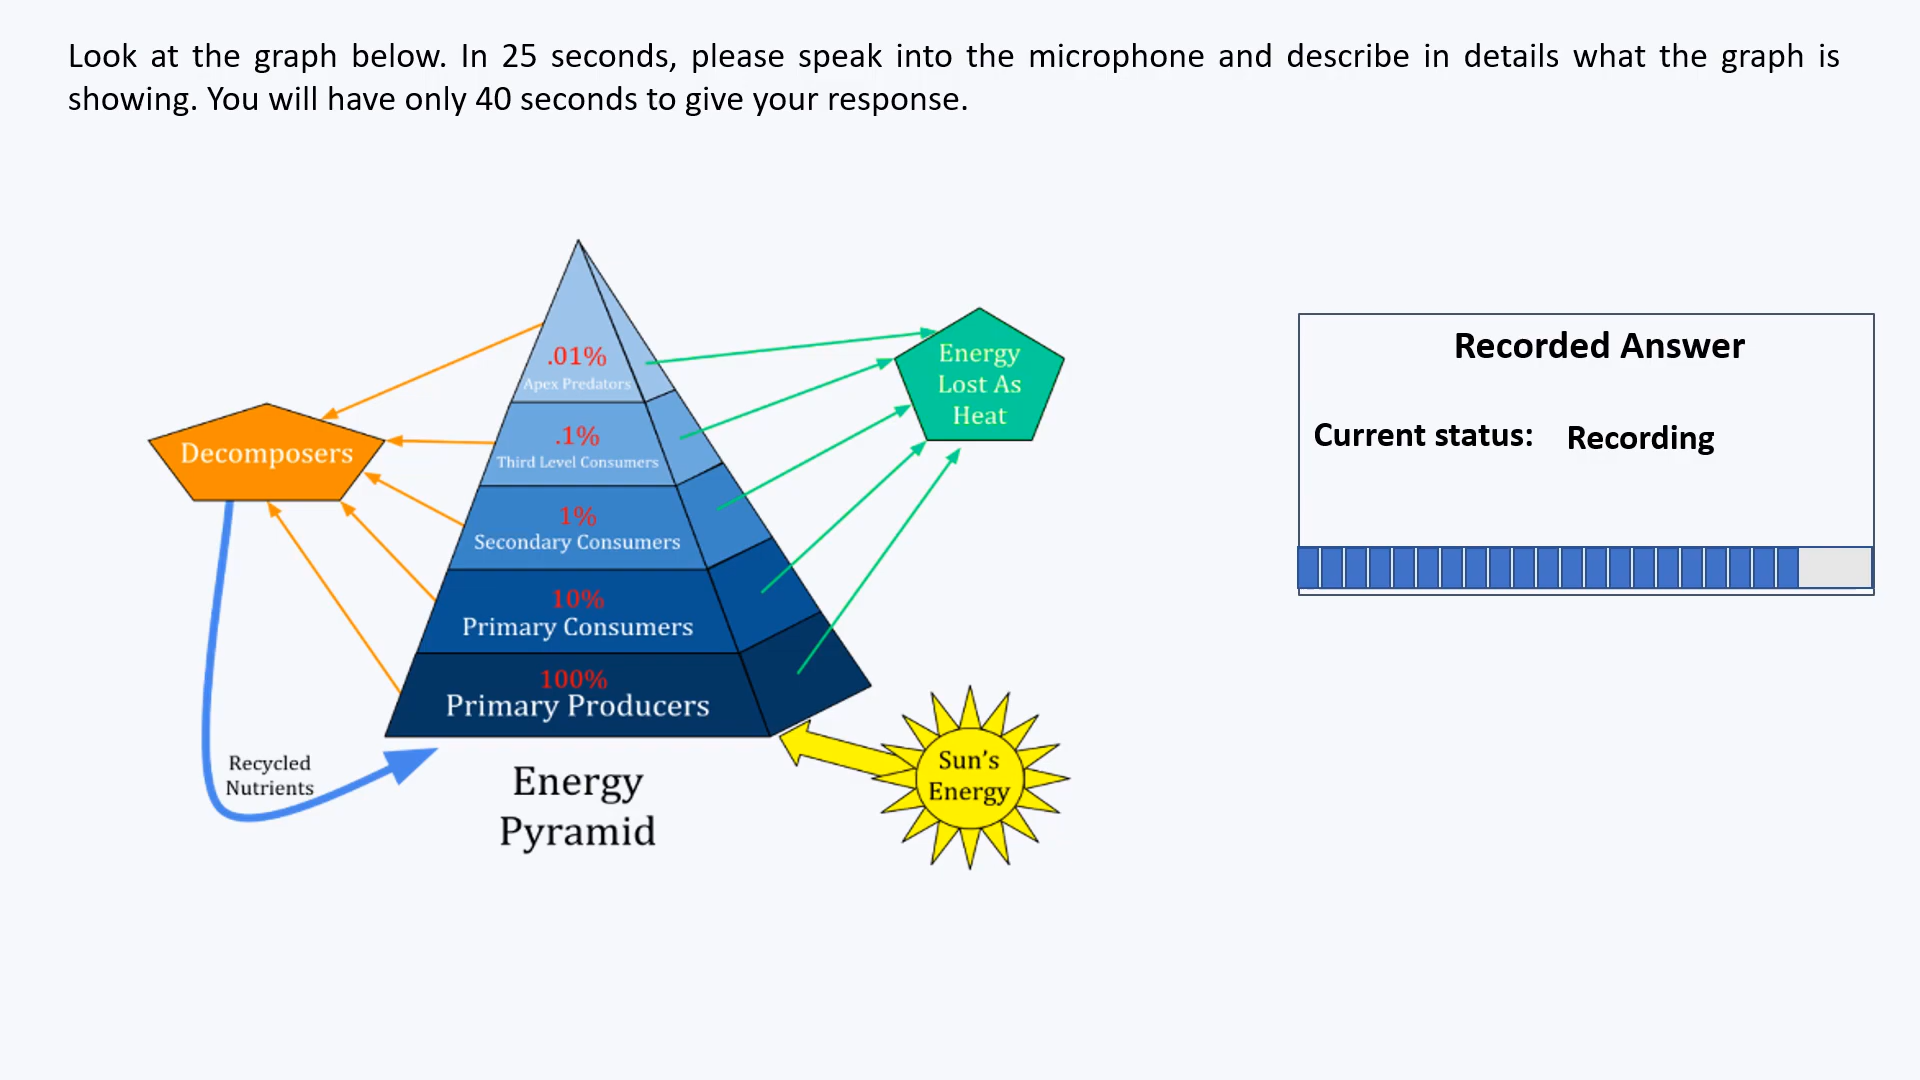 Look at the graph below. In 25 seconds, please speak into the microphone and describe in details what the graph is
showing. You will have only 40 seconds to give your response.
.01%
Apex Predators
.1%
Third Level Consumers
1%
Secondary Consumers
10%
Primary Consumers
100%
Primary Producers
Energy
Pyramid
Decomposers
Recycled
Nutrients
Energy
Lost As
Heat
Sun's
Energy
Recorded Answer
Current status: Recording